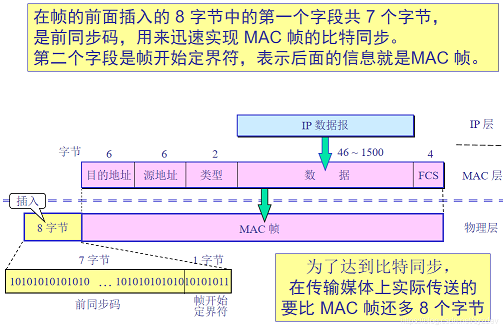 在帧的前面插入的 8 字节中的第一个字段共 7 个字节，
是前同步码，用来迅速实现 MAC 帧的比特同步。
第二个字段是帧开始定界符，表示后面的信息就是MAC 帧。
IP 数据报
IP 层
字节
6
6
2
46 ~ 1500
4
目的地址
源地址
类型
数 据
FCS
MAC 层
插入
8 字节
MAC 帧
物理层
7 字节
1 字节
10101010101010 … 10101010101010101011
前同步码
帧开始
定界符
为了达到比特同步，
在传输媒体上实际传送的
要比 MAC 帧还多 8 个字节